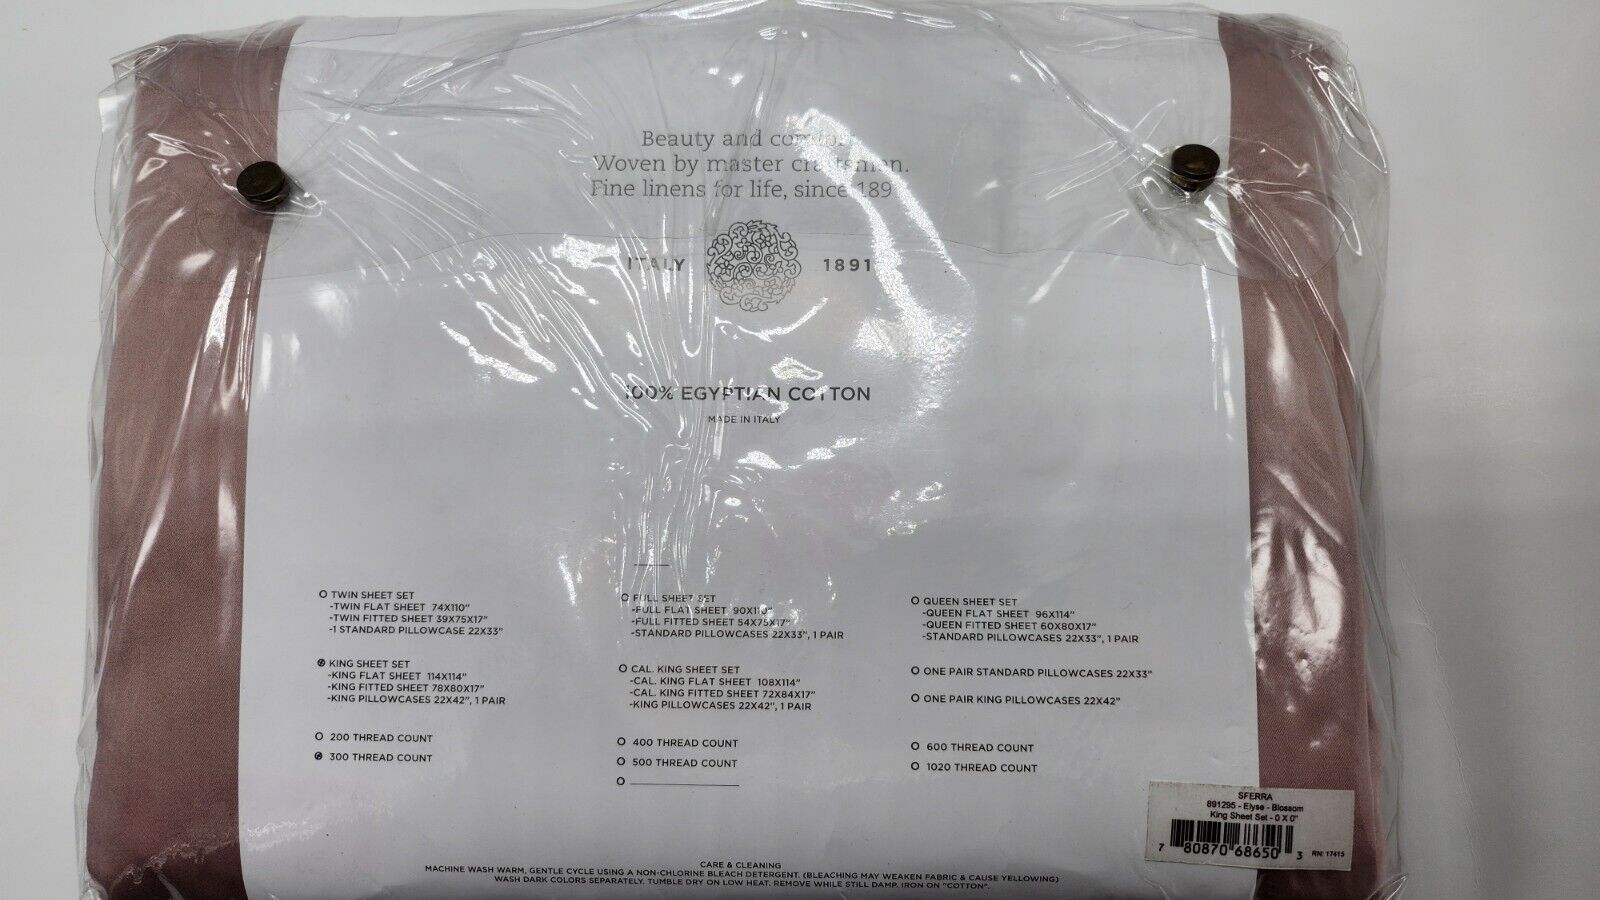 Beauty and
Woven by master craftsmen.
Fine linens for life, since 189
ITALY 1891
100% EGYPTIAN COTTON
MADE IN ITALY
TWIN SHEET SET
-TWIN FLAT SHEET 74X110"
-TWIN FITTED SHEET 39X75X17"
-1 STANDARD PILLOWCASE 22X33"
FULL SHEET SET
-FULL FLAT SHEET 90X110"
-FULL FITTED SHEET 54X75X17"
-STANDARD PILLOWCASES 22X33", 1 PAIR
QUEEN SHEET SET
-QUEEN FLAT SHEET 96X114"
-QUEEN FITTED SHEET 60X80X17"
-STANDARD PILLOWCASES 22X33", 1 PAIR
KING SHEET SET
-KING FLAT SHEET 114X114"
-KING FITTED SHEET 78X80X17"
-KING PILLOWCASES 22X42", 1 PAIR
CAL. KING SHEET SET
-CAL. KING FLAT SHEET 108X114"
-CAL. KING FITTED SHEET 72X84X17"
-KING PILLOWCASES 22X42", 1 PAIR
ONE PAIR STANDARD PILLOWCASES 22X33"
ONE PAIR KING PILLOWCASES 22X42"
200 THREAD COUNT
300 THREAD COUNT
400 THREAD COUNT
500 THREAD COUNT
600 THREAD COUNT
1020 THREAD COUNT
SFERRA
891295 - Elyse - Blossom
King Sheet Set - 0 X 0"
7 80870 68650 3 RN: 17415
CARE & CLEANING
MACHINE WASH WARM, GENTLE CYCLE USING A NON-CHLORINE BLEACH DETERGENT. (BLEACHING MAY WEAKEN FABRIC & CAUSE YELLOWING)
WASH DARK COLORS SEPARATELY. TUMBLE DRY ON LOW HEAT. REMOVE WHILE STILL DAMP. IRON ON "COTTON".